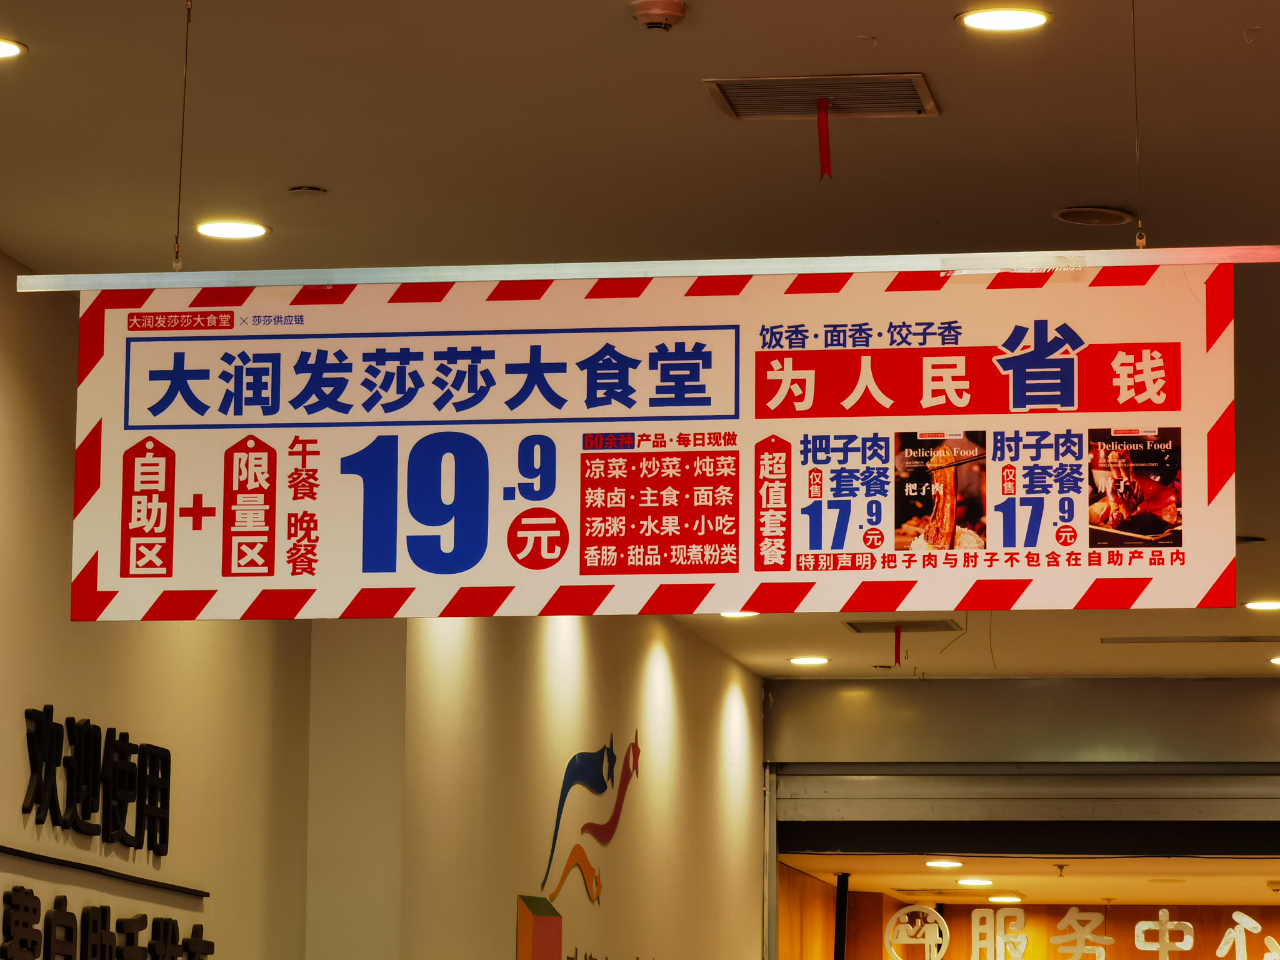 大润发莎莎大食堂 × 莎莎供应链
大润发莎莎大食堂
自助区+限量区
午餐 晚餐
19.9元
60余种产品·每日现做
凉菜·炒菜·炖菜
辣卤·主食·面条
汤粥·水果·小吃
香肠·甜品·现煮粉类
饭香·面香·饺子香
为人民省钱
超值套餐
把子肉
套餐
仅售
17.9元
Delicious Food
把子肉
肘子肉
套餐
仅售
17.9元
Delicious Food
肘子
特别声明 把子肉与肘子不包含在自助产品内
欢迎使用
服务中心